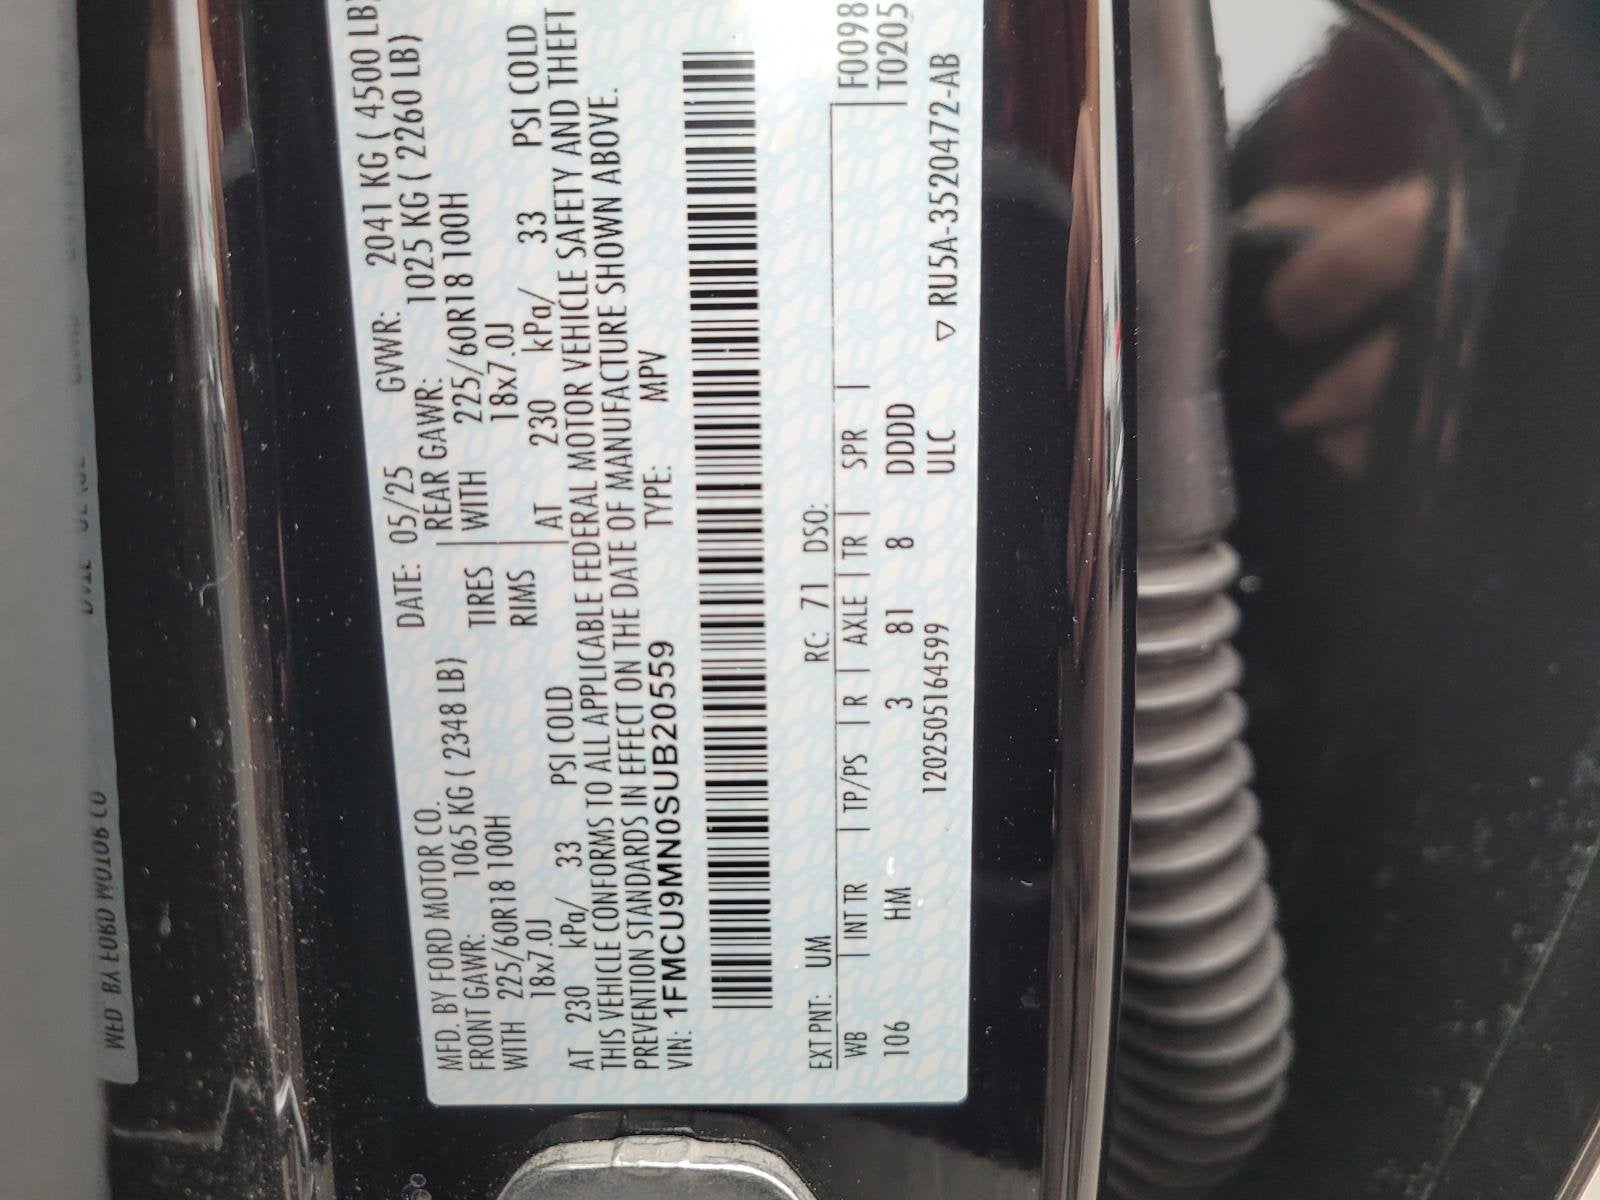 MFD. BY FORD MOTOR CO.
DATE: 05/25 GVWR: 2041 KG ( 4500 LB)
FRONT GAWR: 1065 KG ( 2348 LB) REAR GAWR: 1025 KG ( 2260 LB)
WITH 225/60R18 100H TIRES WITH 225/60R18 100H
18x7.0J RIMS 18x7.0J
AT 230 kPa/ 33 PSI COLD AT 230 kPa/ 33 PSI COLD
THIS VEHICLE CONFORMS TO ALL APPLICABLE FEDERAL MOTOR VEHICLE SAFETY AND THEFT
PREVENTION STANDARDS IN EFFECT ON THE DATE OF MANUFACTURE SHOWN ABOVE.
VIN: 1FMCU9MN0SUB20559 TYPE: MPV
EXT PNT: UM RC: 71 DSO: F0098
WB INT TR TP/PS R AXLE TR SPR T0205
106 HM 3 81 8 DDDD
1202505164599 ULC ▽ RU5A-3520472-AB